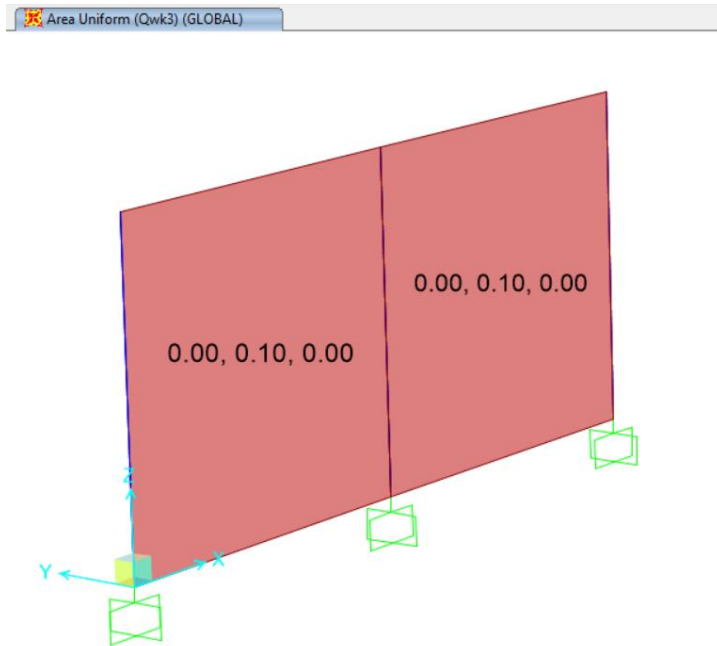 Area Uniform (Qwk3) (GLOBAL)
0.00, 0.10, 0.00
0.00, 0.10, 0.00
Z
Y
X